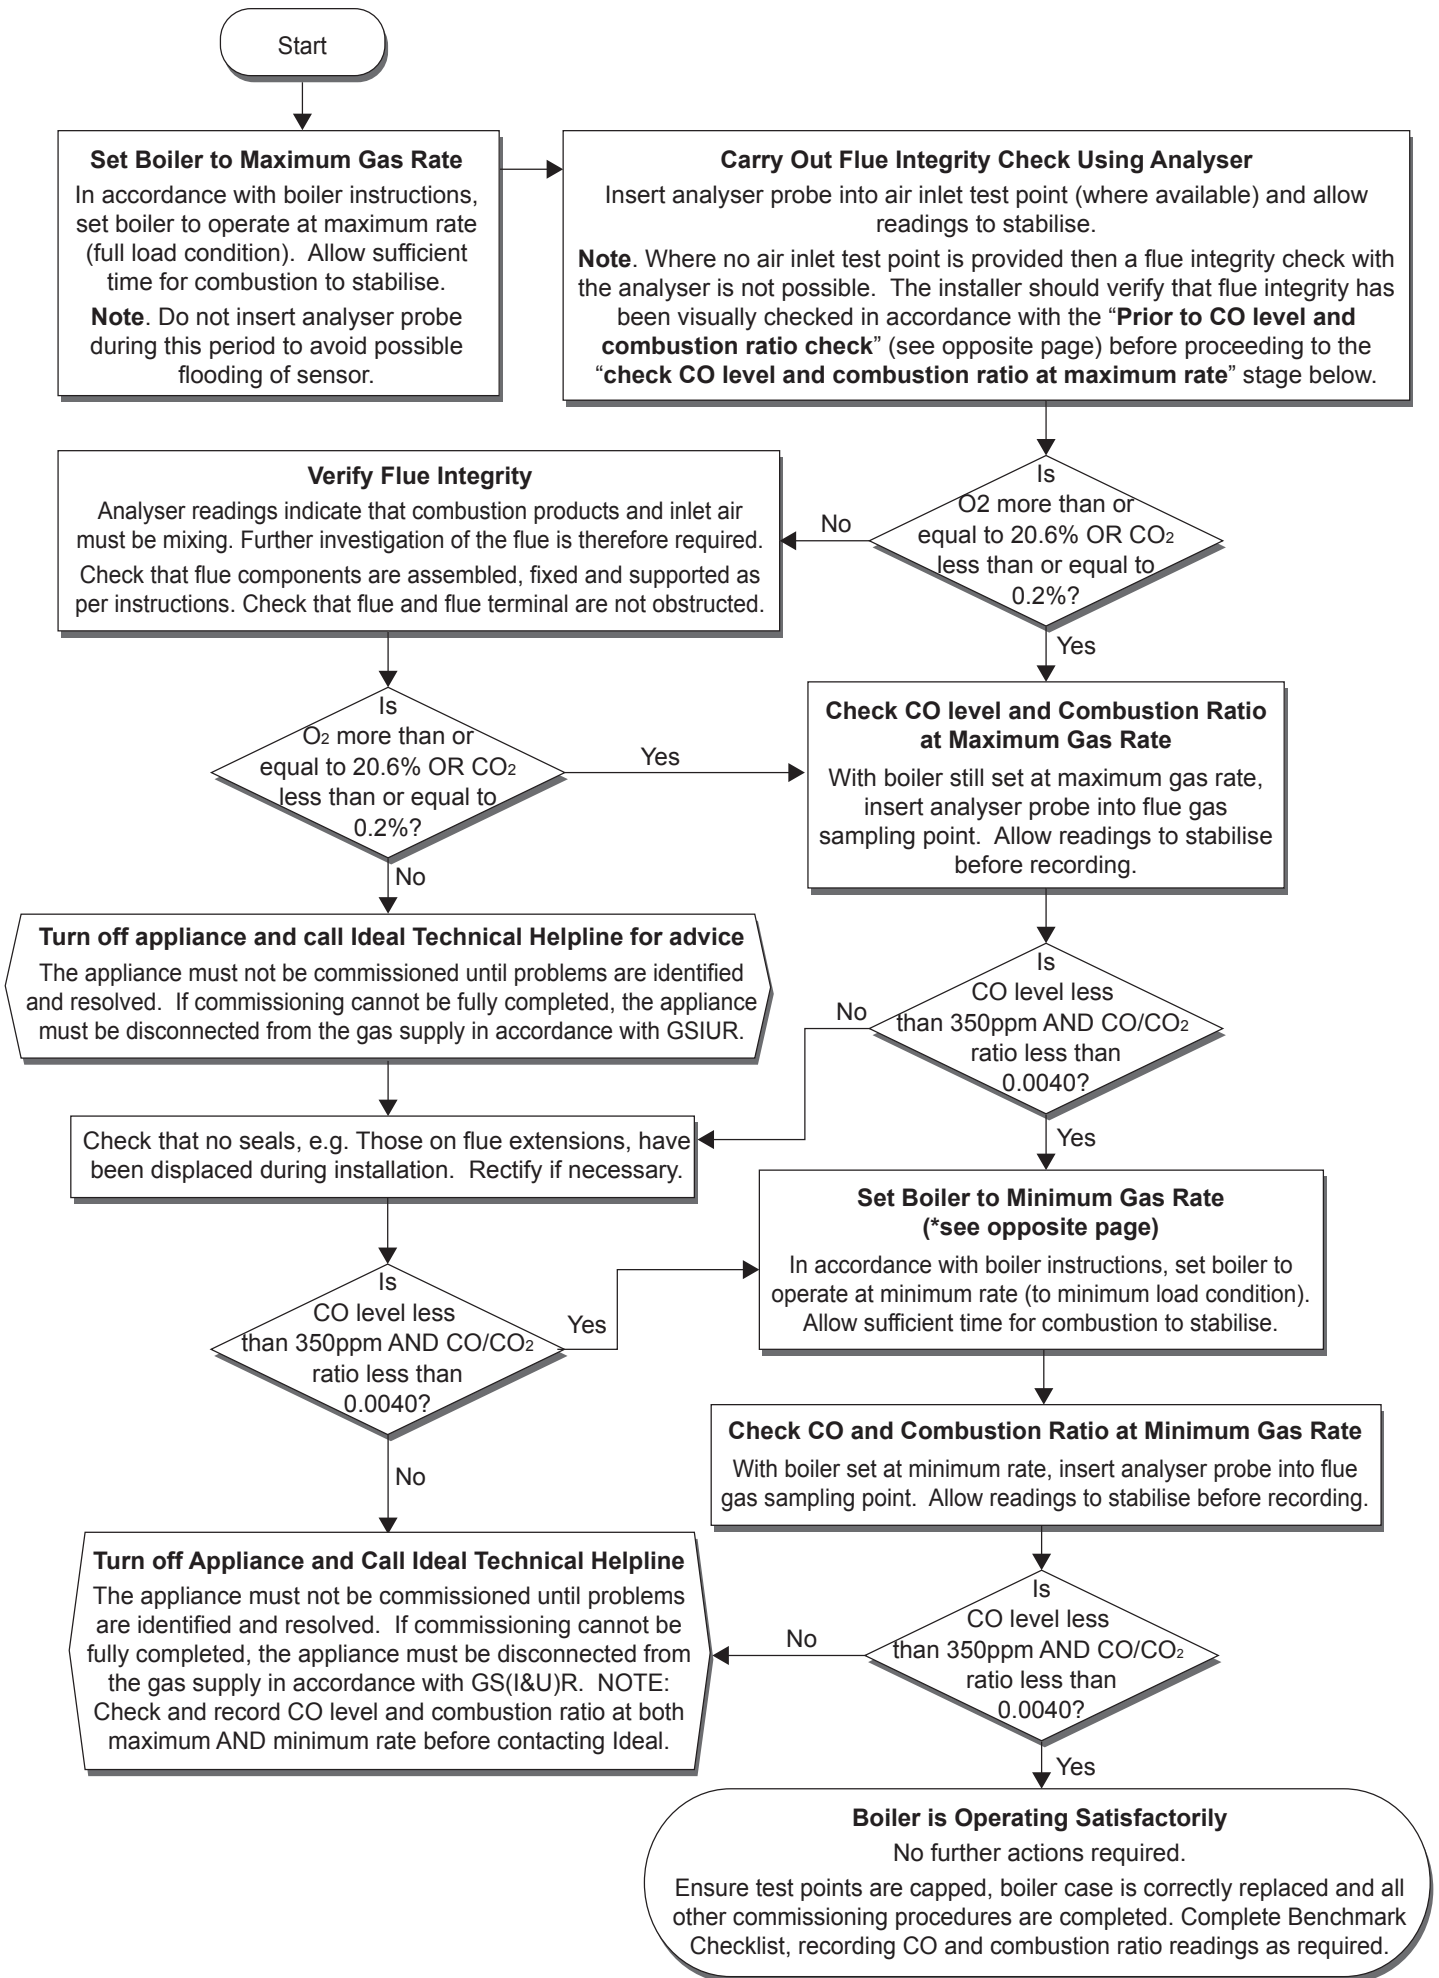 Start
Set Boiler to Maximum Gas Rate
In accordance with boiler instructions,
set boiler to operate at maximum rate
(full load condition).  Allow sufficient
time for combustion to stabilise.
Note. Do not insert analyser probe
during this period to avoid possible
flooding of sensor.
Carry Out Flue Integrity Check Using Analyser
Insert analyser probe into air inlet test point (where available) and allow
readings to stabilise.
Note. Where no air inlet test point is provided then a flue integrity check with
the analyser is not possible.  The installer should verify that flue integrity has
been visually checked in accordance with the “Prior to CO level and
combustion ratio check” (see opposite page) before proceeding to the
“check CO level and combustion ratio at maximum rate” stage below.
Is
O2 more than or
equal to 20.6% OR CO2
less than or equal to
0.2%?
No
Yes
Verify Flue Integrity
Analyser readings indicate that combustion products and inlet air
must be mixing. Further investigation of the flue is therefore required.
Check that flue components are assembled, fixed and supported as
per instructions. Check that flue and flue terminal are not obstructed.
Is
O2 more than or
equal to 20.6% OR CO2
less than or equal to
0.2%?
Yes
No
Check CO level and Combustion Ratio
at Maximum Gas Rate
With boiler still set at maximum gas rate,
insert analyser probe into flue gas
sampling point.  Allow readings to stabilise
before recording.
Turn off appliance and call Ideal Technical Helpline for advice
The appliance must not be commissioned until problems are identified
and resolved.  If commissioning cannot be fully completed, the appliance
must be disconnected from the gas supply in accordance with GSIUR.
Is
CO level less
than 350ppm AND CO/CO2
ratio less than
0.0040?
No
Yes
Check that no seals, e.g. Those on flue extensions, have
been displaced during installation.  Rectify if necessary.
Is
CO level less
than 350ppm AND CO/CO2
ratio less than
0.0040?
Yes
No
Set Boiler to Minimum Gas Rate
(*see opposite page)
In accordance with boiler instructions, set boiler to
operate at minimum rate (to minimum load condition).
Allow sufficient time for combustion to stabilise.
Check CO and Combustion Ratio at Minimum Gas Rate
With boiler set at minimum rate, insert analyser probe into flue
gas sampling point.  Allow readings to stabilise before recording.
Turn off Appliance and Call Ideal Technical Helpline
The appliance must not be commissioned until problems
are identified and resolved.  If commissioning cannot be
fully completed, the appliance must be disconnected from
the gas supply in accordance with GS(I&U)R.  NOTE:
Check and record CO level and combustion ratio at both
maximum AND minimum rate before contacting Ideal.
Is
CO level less
than 350ppm AND CO/CO2
ratio less than
0.0040?
No
Yes
Boiler is Operating Satisfactorily
No further actions required.
Ensure test points are capped, boiler case is correctly replaced and all
other commissioning procedures are completed. Complete Benchmark
Checklist, recording CO and combustion ratio readings as required.